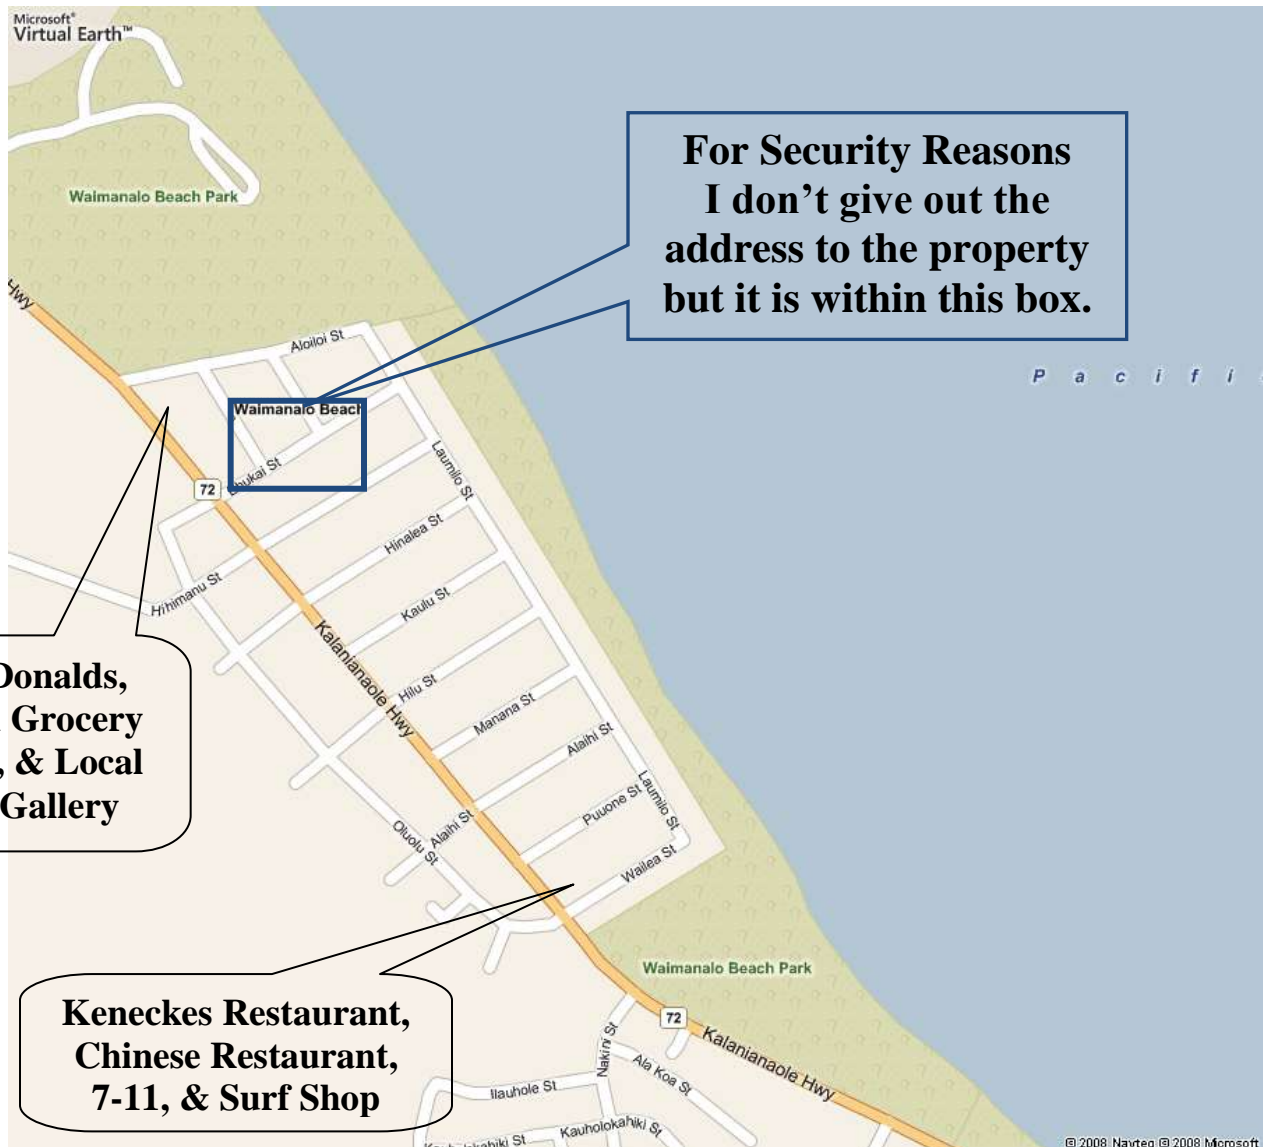 Microsoft®
Virtual Earth™
Waimanalo Beach Park
For Security Reasons
I don’t give out the
address to the property
but it is within this box.
Hwy
Aloiloi St
P a c i f i
Waimanalo Beach
72
Laumilo St
Hinalea St
Hihimanu St
Kaulu St
Kalanianaole Hwy
Hilu St
Manana St
Alaihi St
Grocery
& Local
Gallery
Laumilo St
Puuone St
Alaihi St
Oluolu St
Wailea St
Waimanalo Beach Park
Keneckes Restaurant,
Chinese Restaurant,
7-11, & Surf Shop
72
Kalanianaole Hwy
Nakini St
Ala Koa St
Ilauhole St
Kauholokahiki St
© 2008 Navteq © 2008 Microsoft